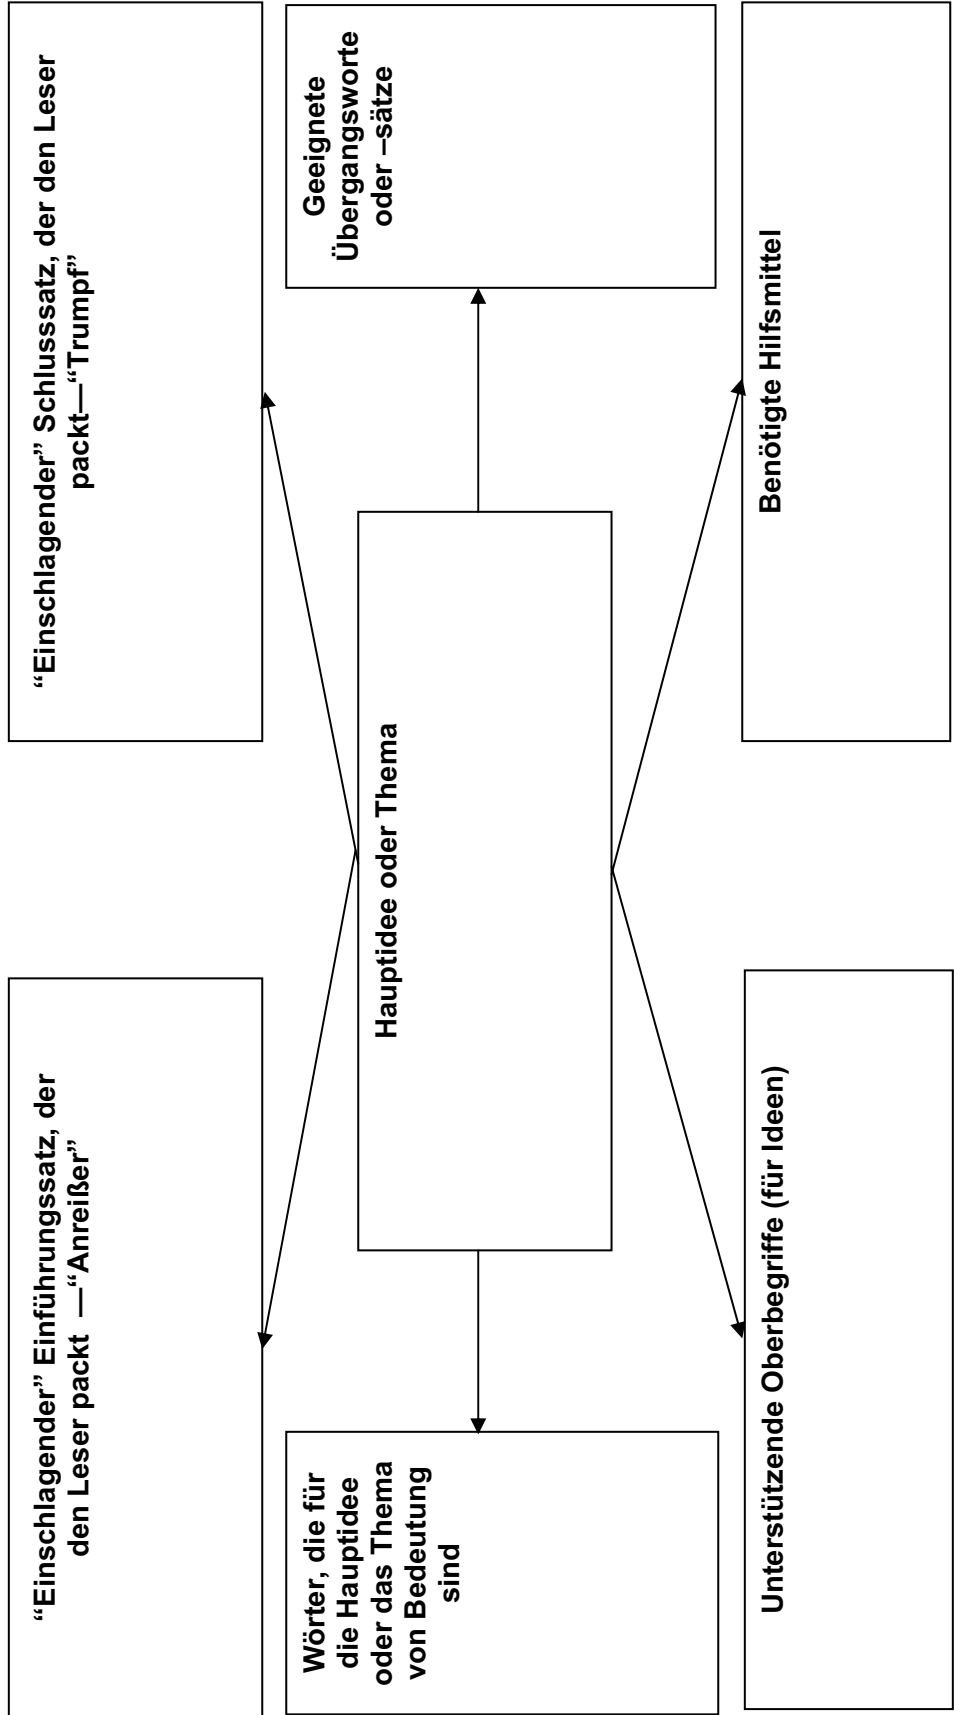 “Einschlagender” Einführungssatz, der
den Leser packt —“Anreißer”
“Einschlagender” Schlusssatz, der den Leser
packt—“Trumpf”
Wörter, die für
die Hauptidee
oder das Thema
von Bedeutung
sind
Hauptidee oder Thema
Geeignete
Übergangsworte
oder –sätze
Unterstützende Oberbegriffe (für Ideen)
Benötigte Hilfsmittel